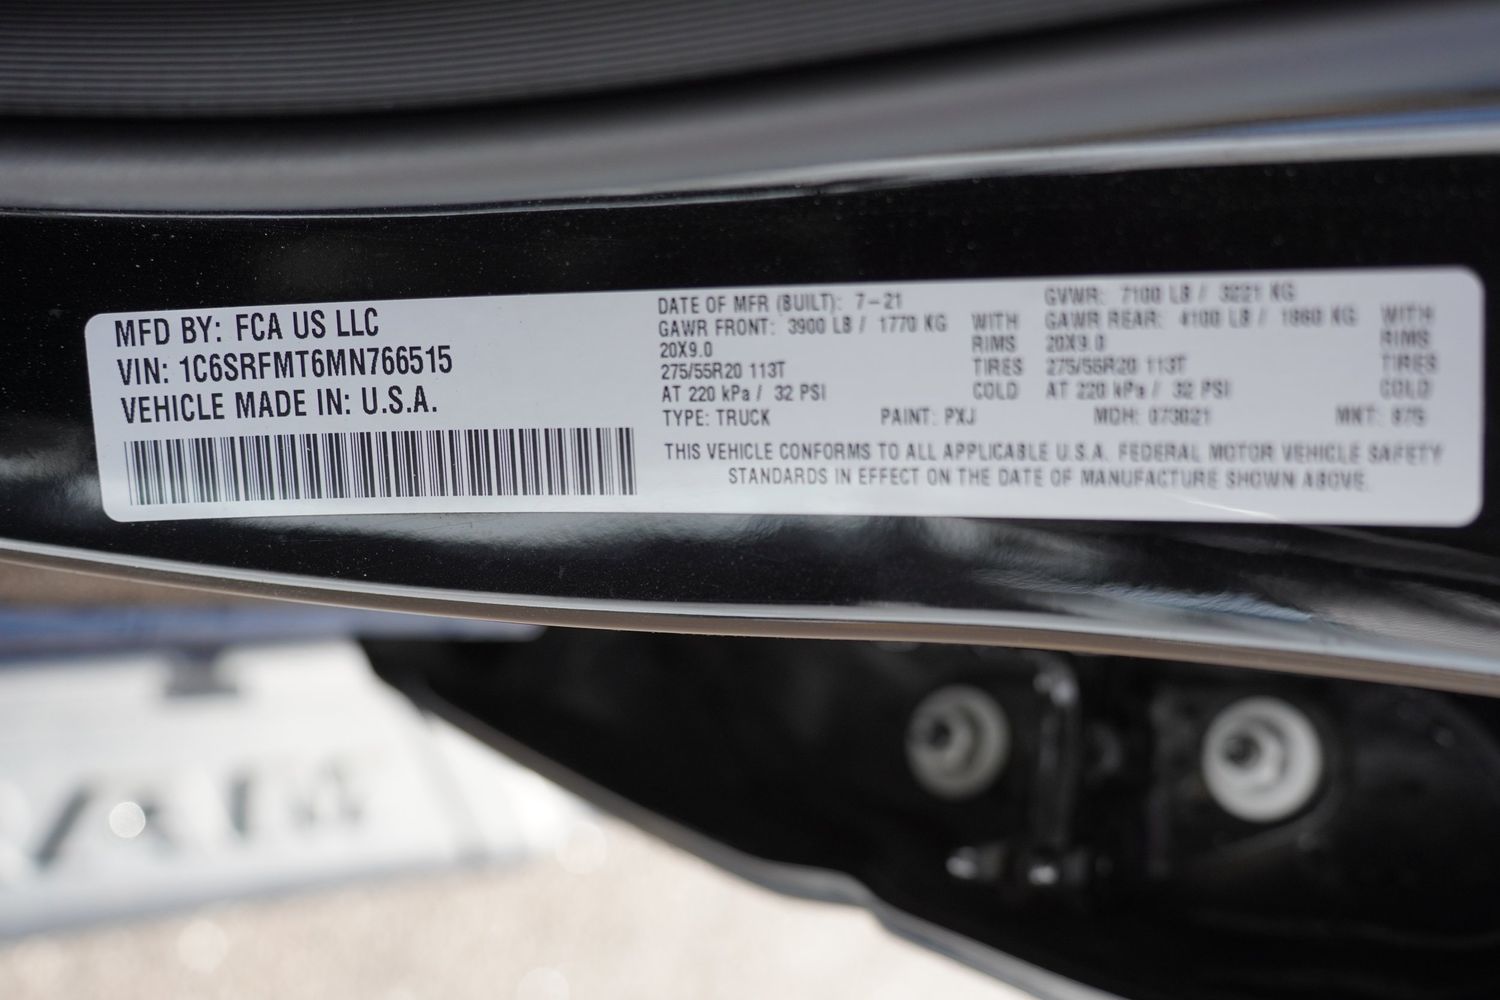 MFD BY: FCA US LLC
VIN: 1C6SRFMT6MN766515
VEHICLE MADE IN: U.S.A.
DATE OF MFR (BUILT): 7-21
GVWR: 7100 LB / 3221 KG
GAWR FRONT: 3900 LB / 1770 KG WITH
20X9.0 RIMS
275/55R20 113T TIRES
AT 220 kPa / 32 PSI COLD
GAWR REAR: 4100 LB / 1860 KG WITH
20X9.0 RIMS
275/55R20 113T TIRES
AT 220 kPa / 32 PSI COLD
TYPE: TRUCK PAINT: PXJ MDH: 073021 MKT:
THIS VEHICLE CONFORMS TO ALL APPLICABLE U.S.A. FEDERAL MOTOR VEHICLE SAFETY
STANDARDS IN EFFECT ON THE DATE OF MANUFACTURE SHOWN ABOVE.